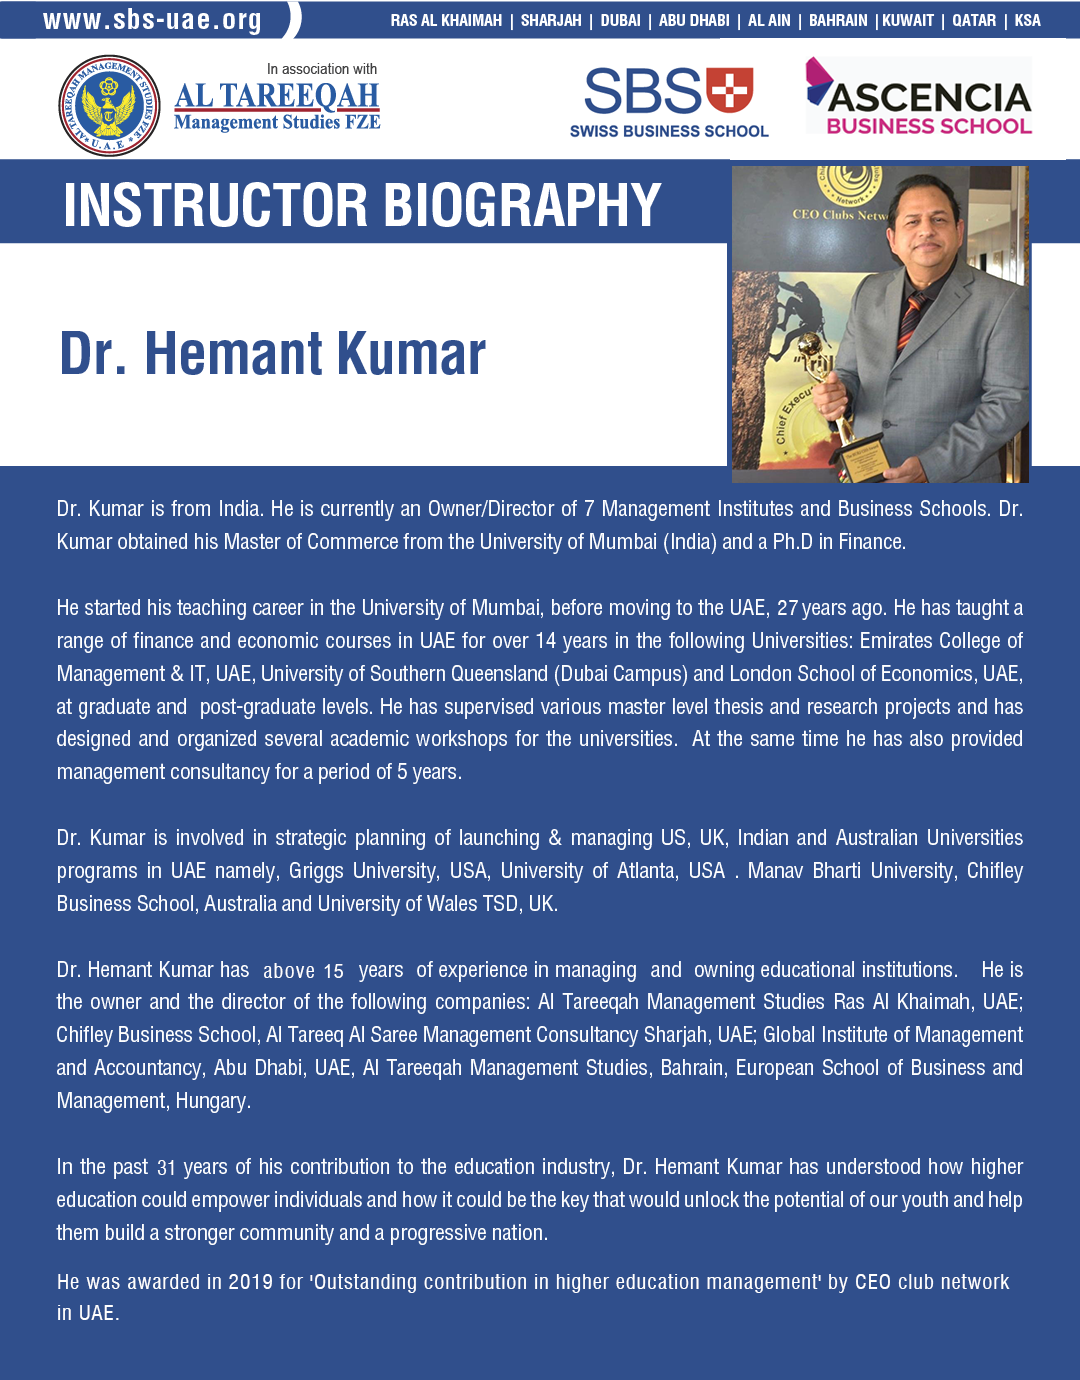 www.sbs-uae.org
RAS AL KHAIMAH | SHARJAH | DUBAI | ABU DHABI | AL AIN | BAHRAIN | KUWAIT | QATAR | KSA
AL TAREEQAH MANAGEMENT STUDIES FZE
U.A.E
In association with
AL TAREEQAH
Management Studies FZE
SBS
SWISS BUSINESS SCHOOL
ASCENCIA
BUSINESS SCHOOL
INSTRUCTOR BIOGRAPHY
Network
CEO Clubs Netw
Chief Execu
Dr. Hemant Kumar
Dr. Kumar is from India. He is currently an Owner/Director of 7 Management Institutes and Business Schools. Dr.
Kumar obtained his Master of Commerce from the University of Mumbai (India) and a Ph.D in Finance.
He started his teaching career in the University of Mumbai, before moving to the UAE, 27 years ago. He has taught a
range of finance and economic courses in UAE for over 14 years in the following Universities: Emirates College of
Management & IT, UAE, University of Southern Queensland (Dubai Campus) and London School of Economics, UAE,
at graduate and post-graduate levels. He has supervised various master level thesis and research projects and has
designed and organized several academic workshops for the universities. At the same time he has also provided
management consultancy for a period of 5 years.
Dr. Kumar is involved in strategic planning of launching & managing US, UK, Indian and Australian Universities
programs in UAE namely, Griggs University, USA, University of Atlanta, USA . Manav Bharti University, Chifley
Business School, Australia and University of Wales TSD, UK.
Dr. Hemant Kumar has above 15 years of experience in managing and owning educational institutions. He is
the owner and the director of the following companies: Al Tareeqah Management Studies Ras Al Khaimah, UAE;
Chifley Business School, Al Tareeq Al Saree Management Consultancy Sharjah, UAE; Global Institute of Management
and Accountancy, Abu Dhabi, UAE, Al Tareeqah Management Studies, Bahrain, European School of Business and
Management, Hungary.
In the past 31 years of his contribution to the education industry, Dr. Hemant Kumar has understood how higher
education could empower individuals and how it could be the key that would unlock the potential of our youth and help
them build a stronger community and a progressive nation.
He was awarded in 2019 for 'Outstanding contribution in higher education management' by CEO club network
in UAE.